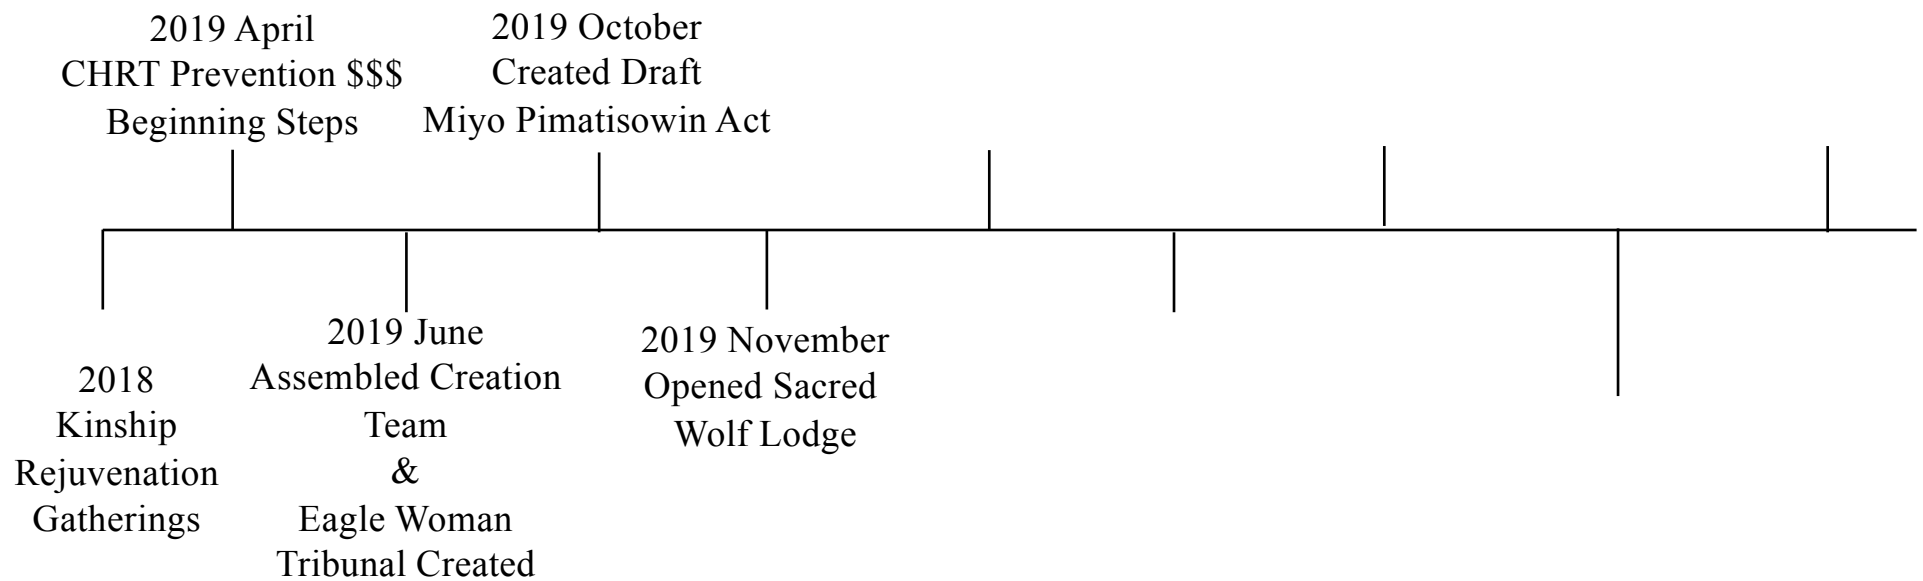 2019 April
CHRT Prevention $$$
Beginning Steps
2019 October
Created Draft
Miyo Pimatisowin Act
2018
Kinship
Rejuvenation
Gatherings
2019 June
Assembled Creation
Team
&
Eagle Woman
Tribunal Created
2019 November
Opened Sacred
Wolf Lodge